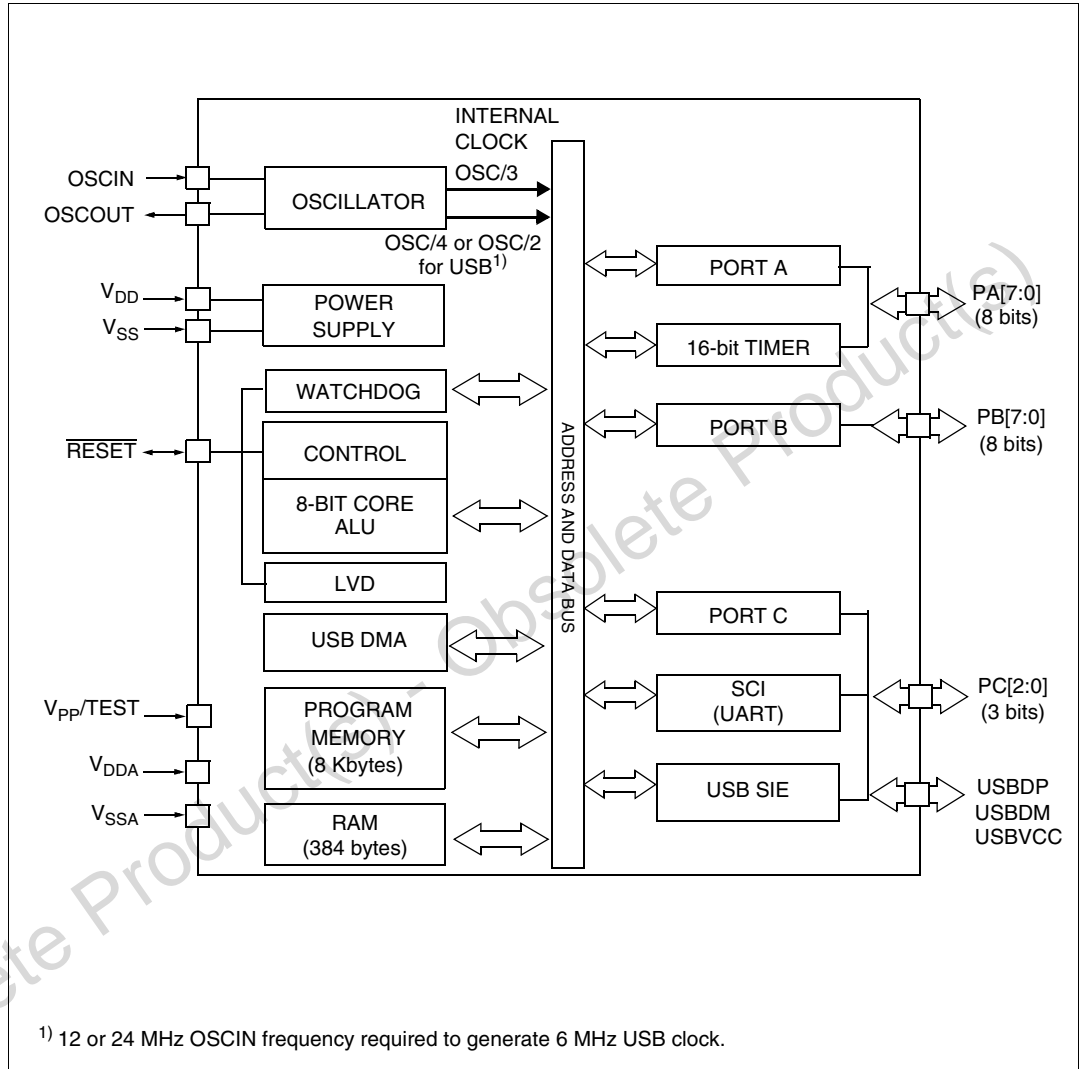 INTERNAL
CLOCK
OSC/3
OSCIN
OSCOUT
OSCILLATOR
OSC/4 or OSC/2
for USB1)
VDD
VSS
POWER
SUPPLY
WATCHDOG
RESET
CONTROL
8-BIT CORE
ALU
LVD
USB DMA
VPP/TEST
VDDA
VSSA
PROGRAM
MEMORY
(8 Kbytes)
RAM
(384 bytes)
ADDRESS AND DATA BUS
PORT A
16-bit TIMER
PA[7:0]
(8 bits)
PORT B
PB[7:0]
(8 bits)
PORT C
SCI
(UART)
PC[2:0]
(3 bits)
USB SIE
USBDP
USBDM
USBVCC
1) 12 or 24 MHz OSCIN frequency required to generate 6 MHz USB clock.
ete Product(s) - Obsolete Product(s)